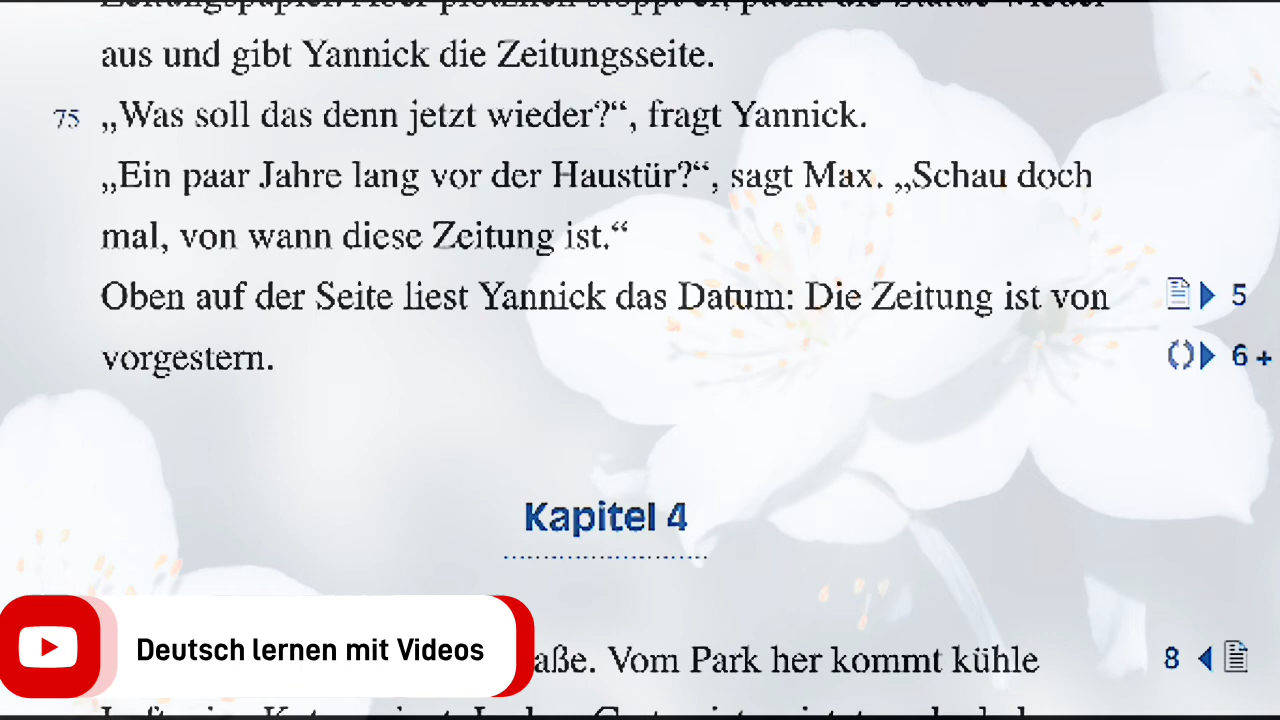 aus und gibt Yannick die Zeitungsseite.
75 „Was soll das denn jetzt wieder?“, fragt Yannick.
„Ein paar Jahre lang vor der Haustür?“, sagt Max. „Schau doch
mal, von wann diese Zeitung ist.“
Oben auf der Seite liest Yannick das Datum: Die Zeitung ist von 5
vorgestern. 6 +
Kapitel 4
Deutsch lernen mit Videos
aße. Vom Park her kommt kühle 8